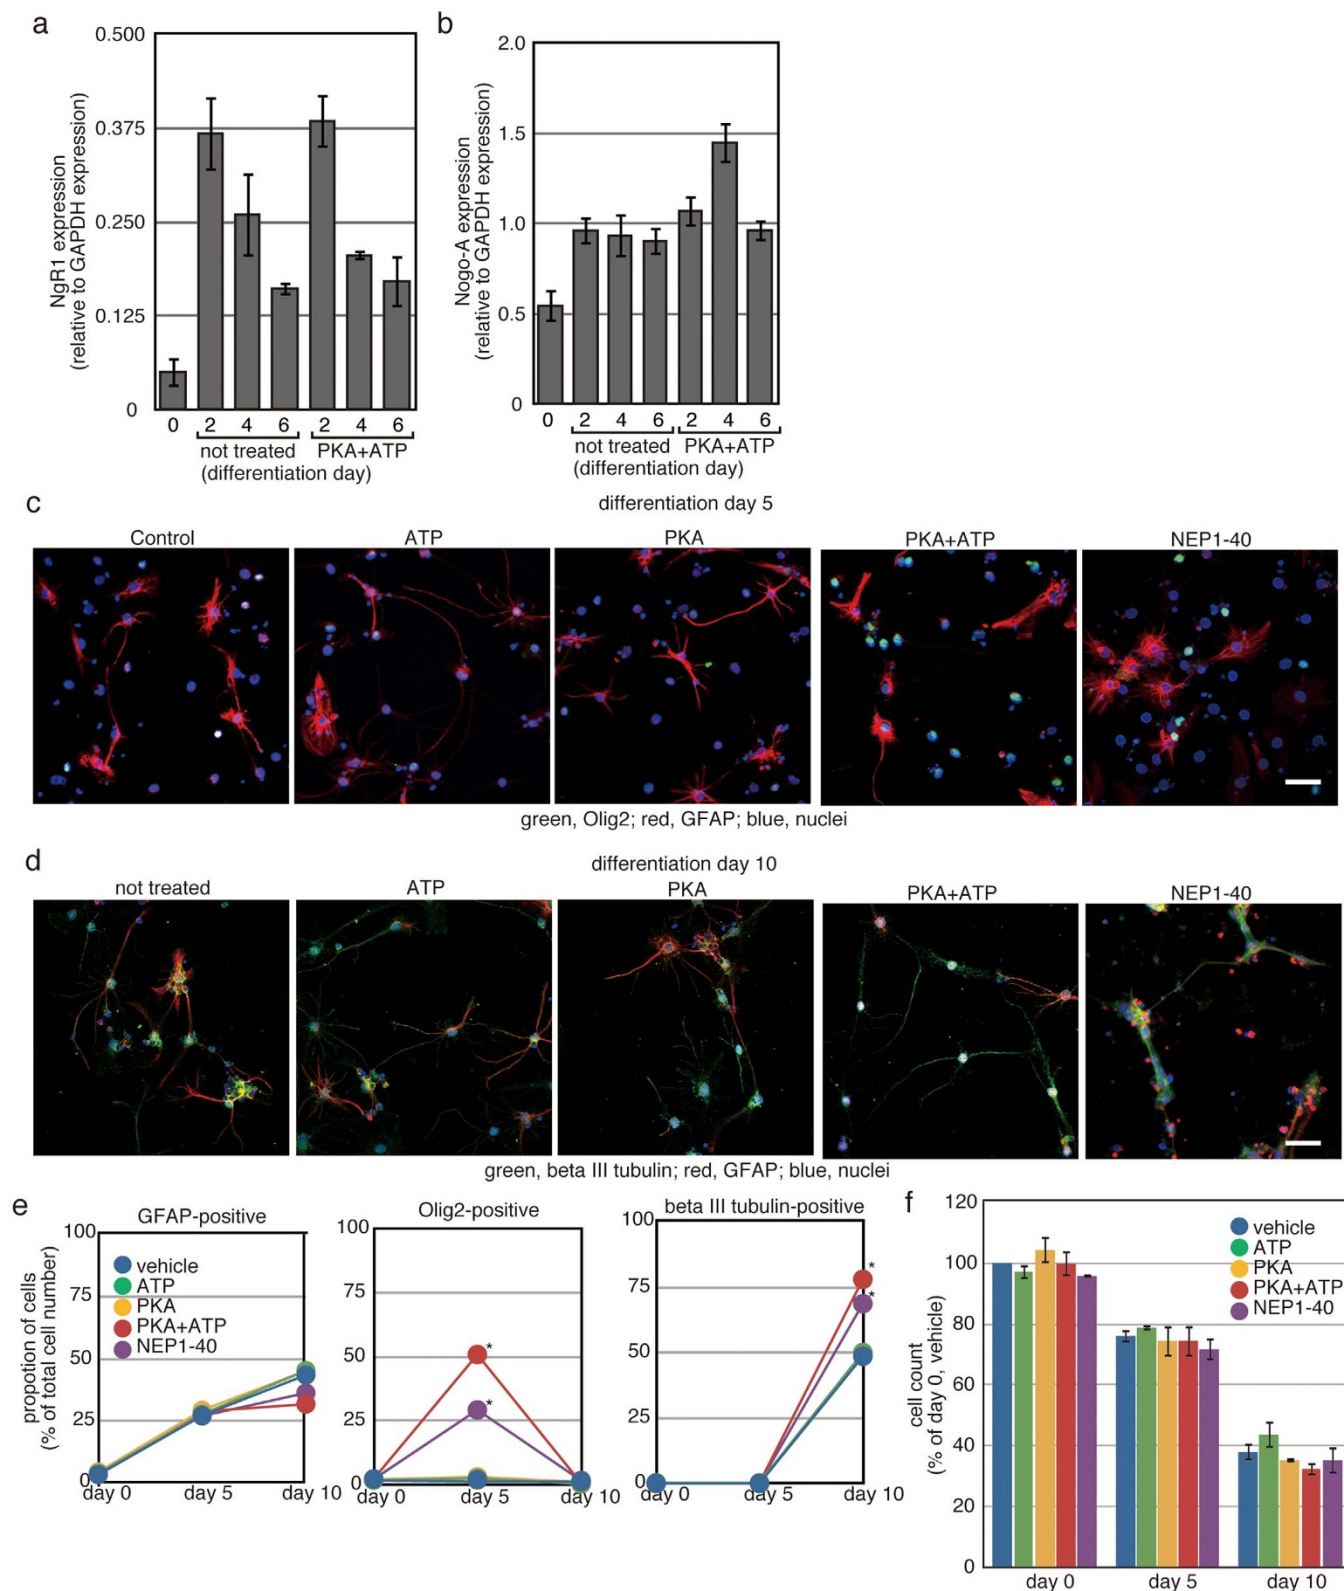 a
0.500
0.375
0.250
0.125
0
NgR1 expression
(relative to GAPDH expression)
0 2 4 6 2 4 6
not treated PKA+ATP
(differentiation day)
b
2.0
1.5
1.0
0.5
0
Nogo-A expression
(relative to GAPDH expression)
0 2 4 6 2 4 6
not treated PKA+ATP
(differentiation day)
c
differentiation day 5
Control ATP PKA PKA+ATP NEP1-40
green, Olig2; red, GFAP; blue, nuclei
d
differentiation day 10
not treated ATP PKA PKA+ATP NEP1-40
green, beta III tubulin; red, GFAP; blue, nuclei
e
propotion of cells
(% of total cell number)
GFAP-positive
100
75
50
25
0
vehicle
ATP
PKA
PKA+ATP
NEP1-40
day 0 day 5 day 10
Olig2-positive
100
75
50
25
0
*
*
day 0 day 5 day 10
beta III tubulin-positive
100
75
50
25
0
*
*
day 0 day 5 day 10
f
cell count
(% of day 0, vehicle)
120
100
80
60
40
20
0
vehicle
ATP
PKA
PKA+ATP
NEP1-40
day 0 day 5 day 10